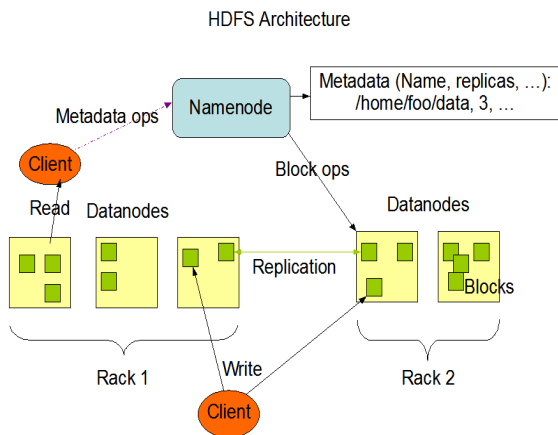 HDFS Architecture
Metadata (Name, replicas, …):
/home/foo/data, 3, …
Namenode
Metadata ops
Client
Block ops
Read
Datanodes
Datanodes
Replication
Blocks
Write
Rack 1
Rack 2
Client